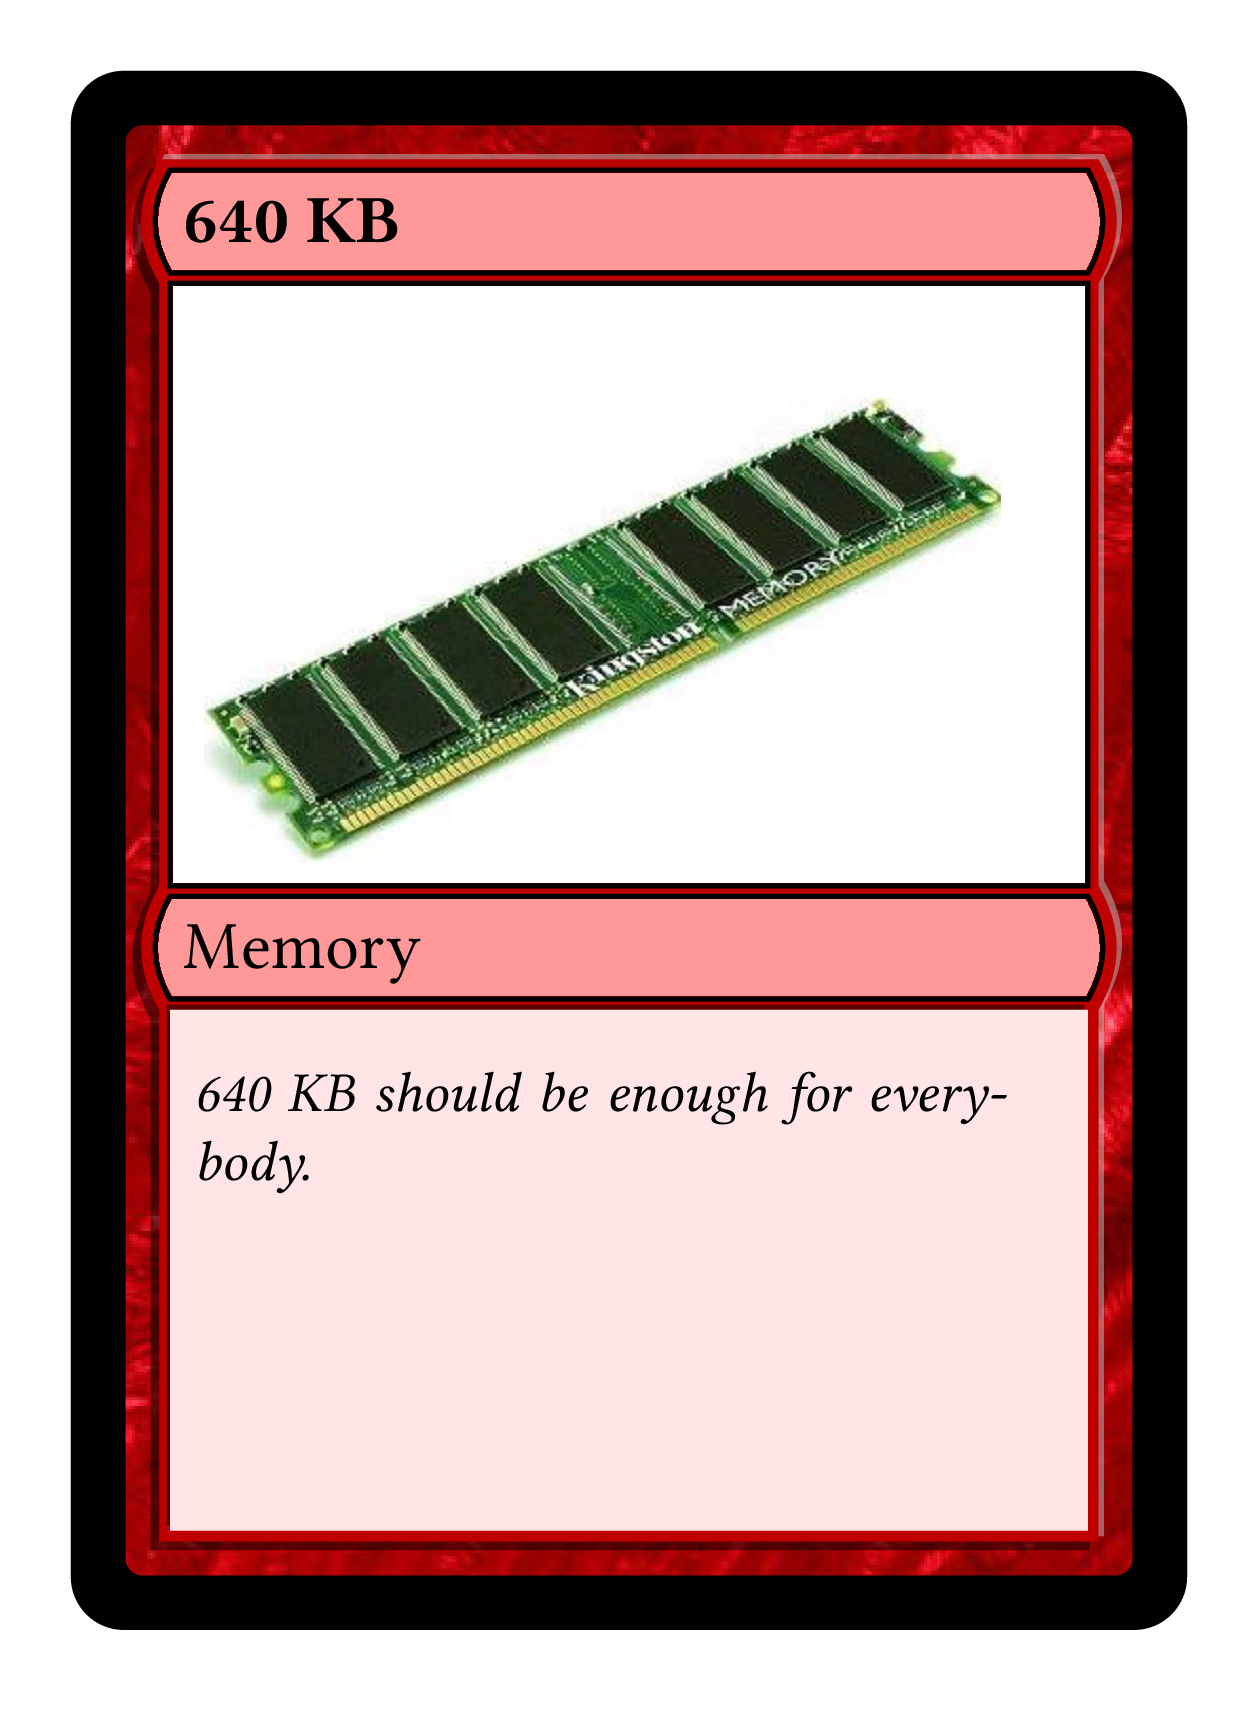 640 KB
Kingston MEMORY
Memory
640 KB should be enough for every-
body.